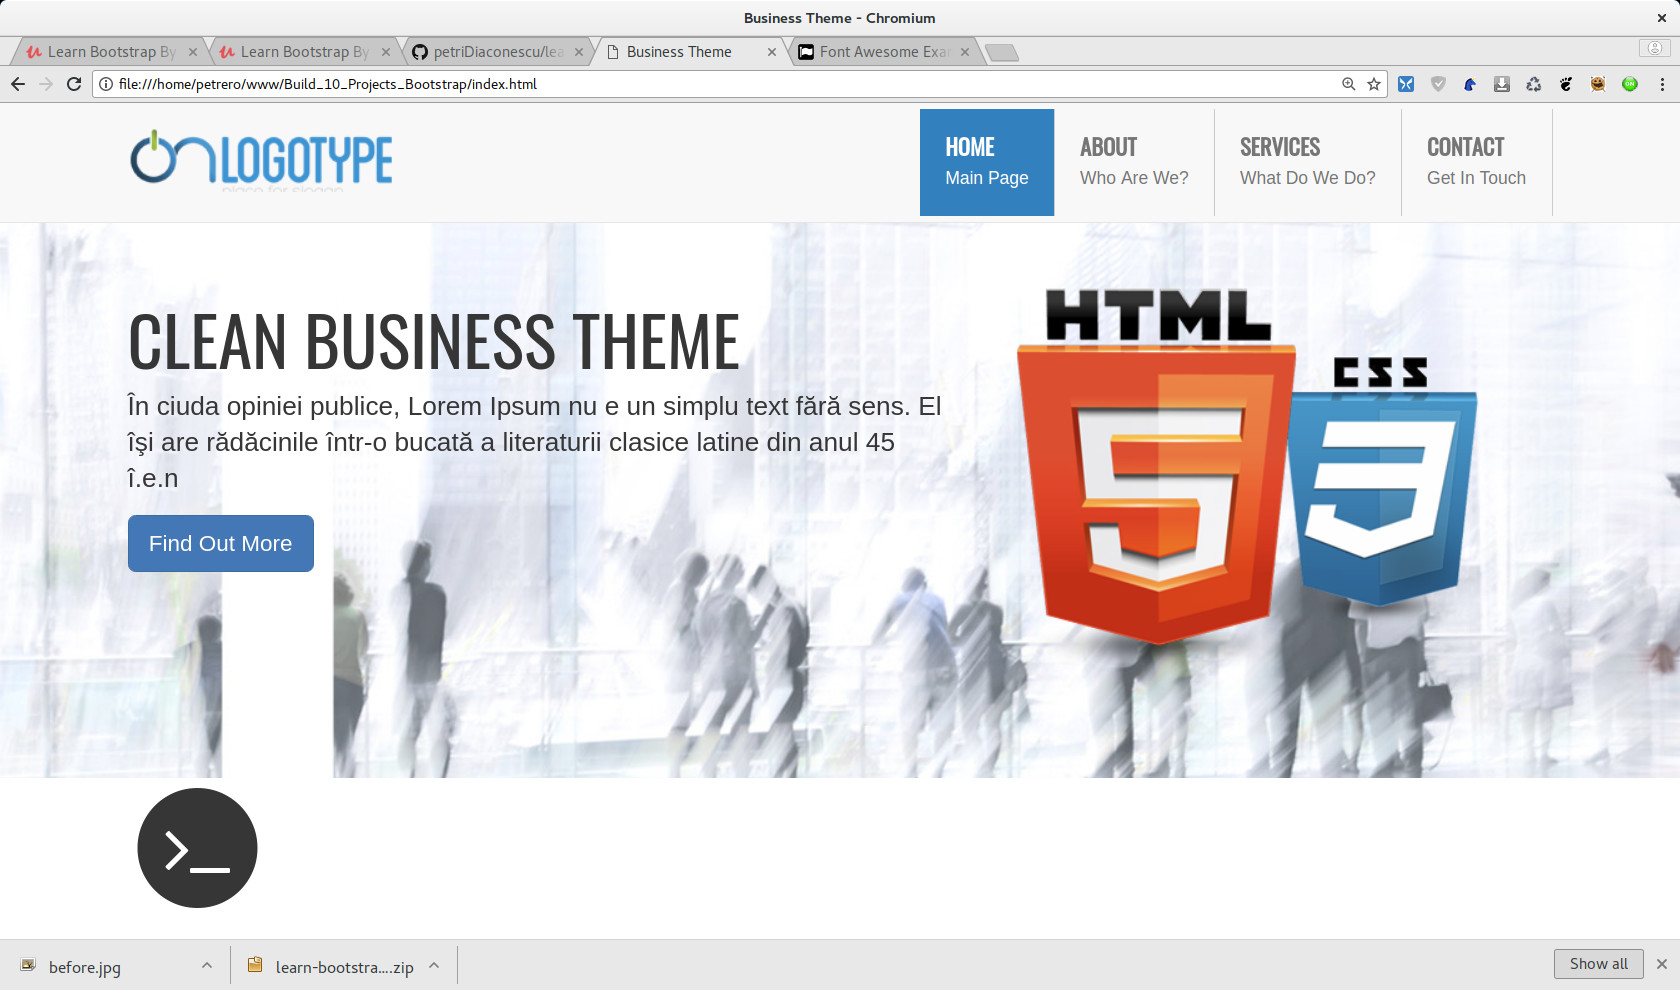 Business Theme - Chromium
Learn Bootstrap By
Learn Bootstrap By
petriDiaconescu/lea
Business Theme
Font Awesome Exa
file:///home/petrero/www/Build_10_Projects_Bootstrap/index.html
ON
LOGOTYPE
place for slogan
HOME
Main Page
ABOUT
Who Are We?
SERVICES
What Do We Do?
CONTACT
Get In Touch
CLEAN BUSINESS THEME
În ciuda opiniei publice, Lorem Ipsum nu e un simplu text fără sens. El
îşi are rădăcinile într-o bucată a literaturii clasice latine din anul 45
î.e.n
Find Out More
HTML
5
CSS
3
>_
before.jpg
learn-bootstra....zip
Show all